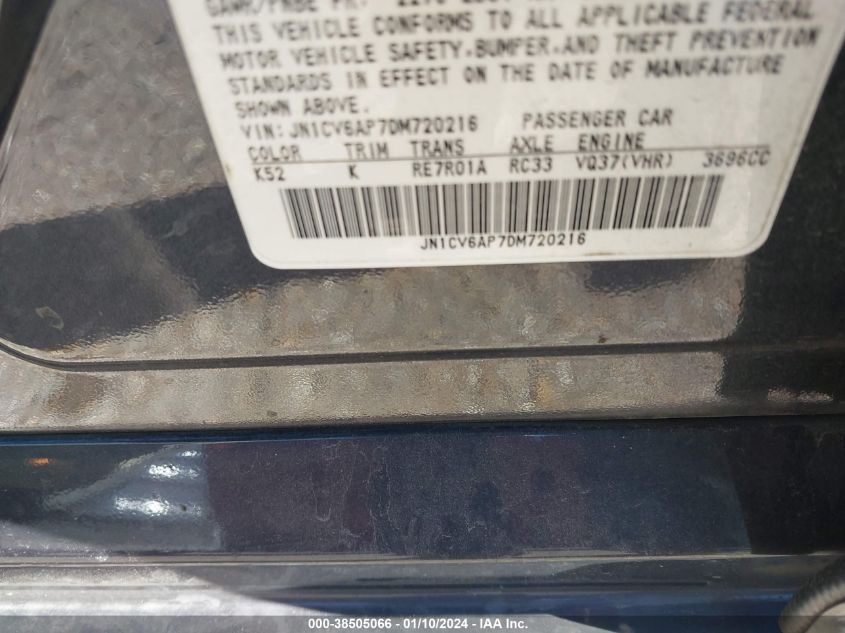 THIS VEHICLE CONFORMS TO ALL APPLICABLE FEDERAL
MOTOR VEHICLE SAFETY,BUMPER,AND THEFT PREVENTION
STANDARDS IN EFFECT ON THE DATE OF MANUFACTURE
SHOWN ABOVE.
VIN: JN1CV6AP7DM720216 PASSENGER CAR
COLOR TRIM TRANS AXLE ENGINE
K52 K RE7R01A RC33 VQ37(VHR) 3696CC
JN1CV6AP7DM720216
000-38505066 - 01/10/2024 - IAA Inc.